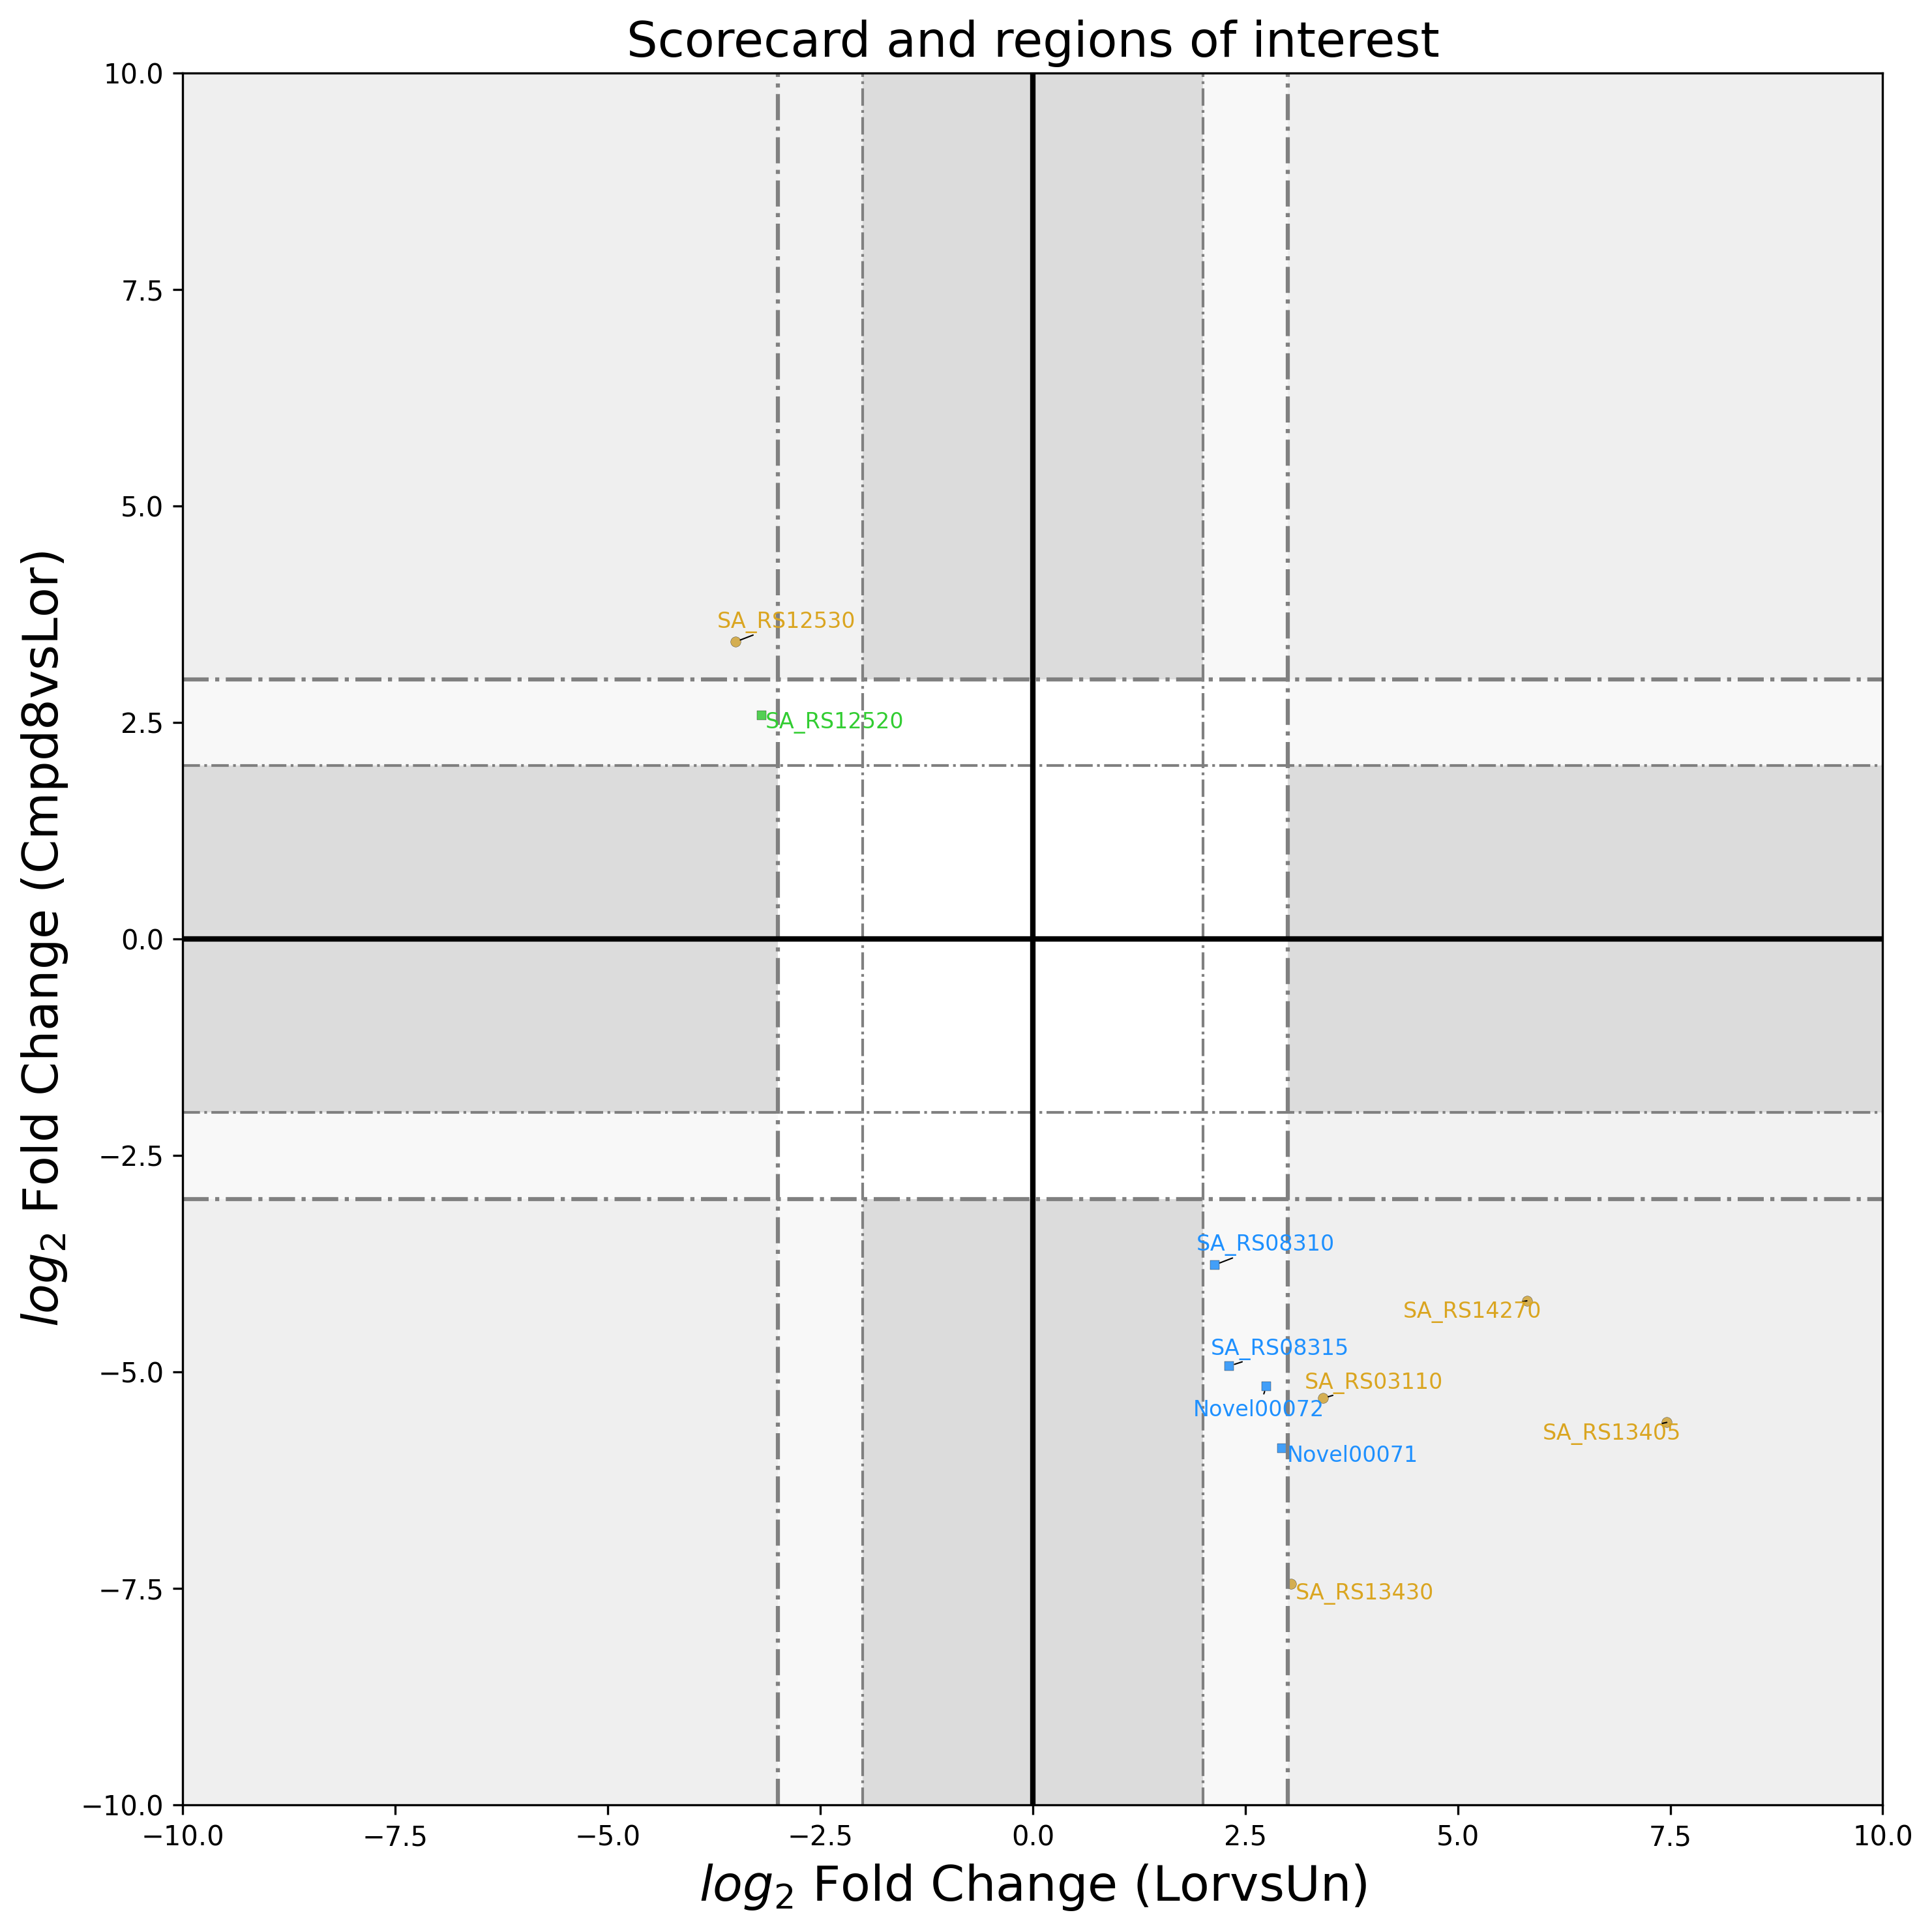 Scorecard and regions of interest
10.0
7.5
5.0
2.5
0.0
−2.5
−5.0
−7.5
−10.0
log2 Fold Change (Cmpd8vsLor)
SA_RS12530
SA_RS12520
SA_RS08310
SA_RS14270
SA_RS08315
SA_RS03110
Novel00072
SA_RS13405
Novel00071
SA_RS13430
−10.0 −7.5 −5.0 −2.5 0.0 2.5 5.0 7.5 10.0
log2 Fold Change (LorvsUn)